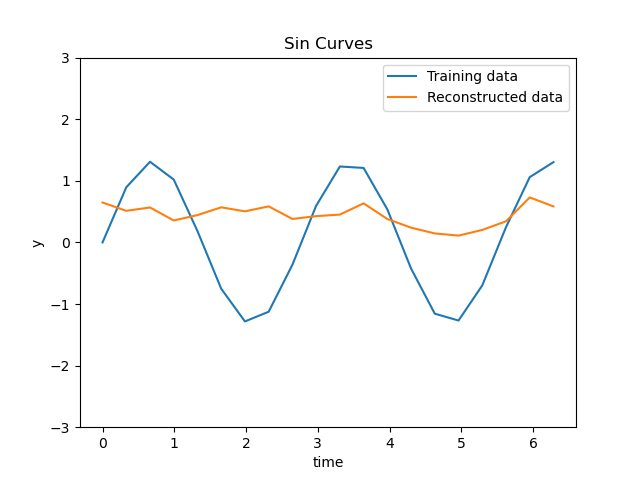 Sin Curves
Training data
Reconstructed data
3
2
1
0
−1
−2
−3
y
0 1 2 3 4 5 6
time